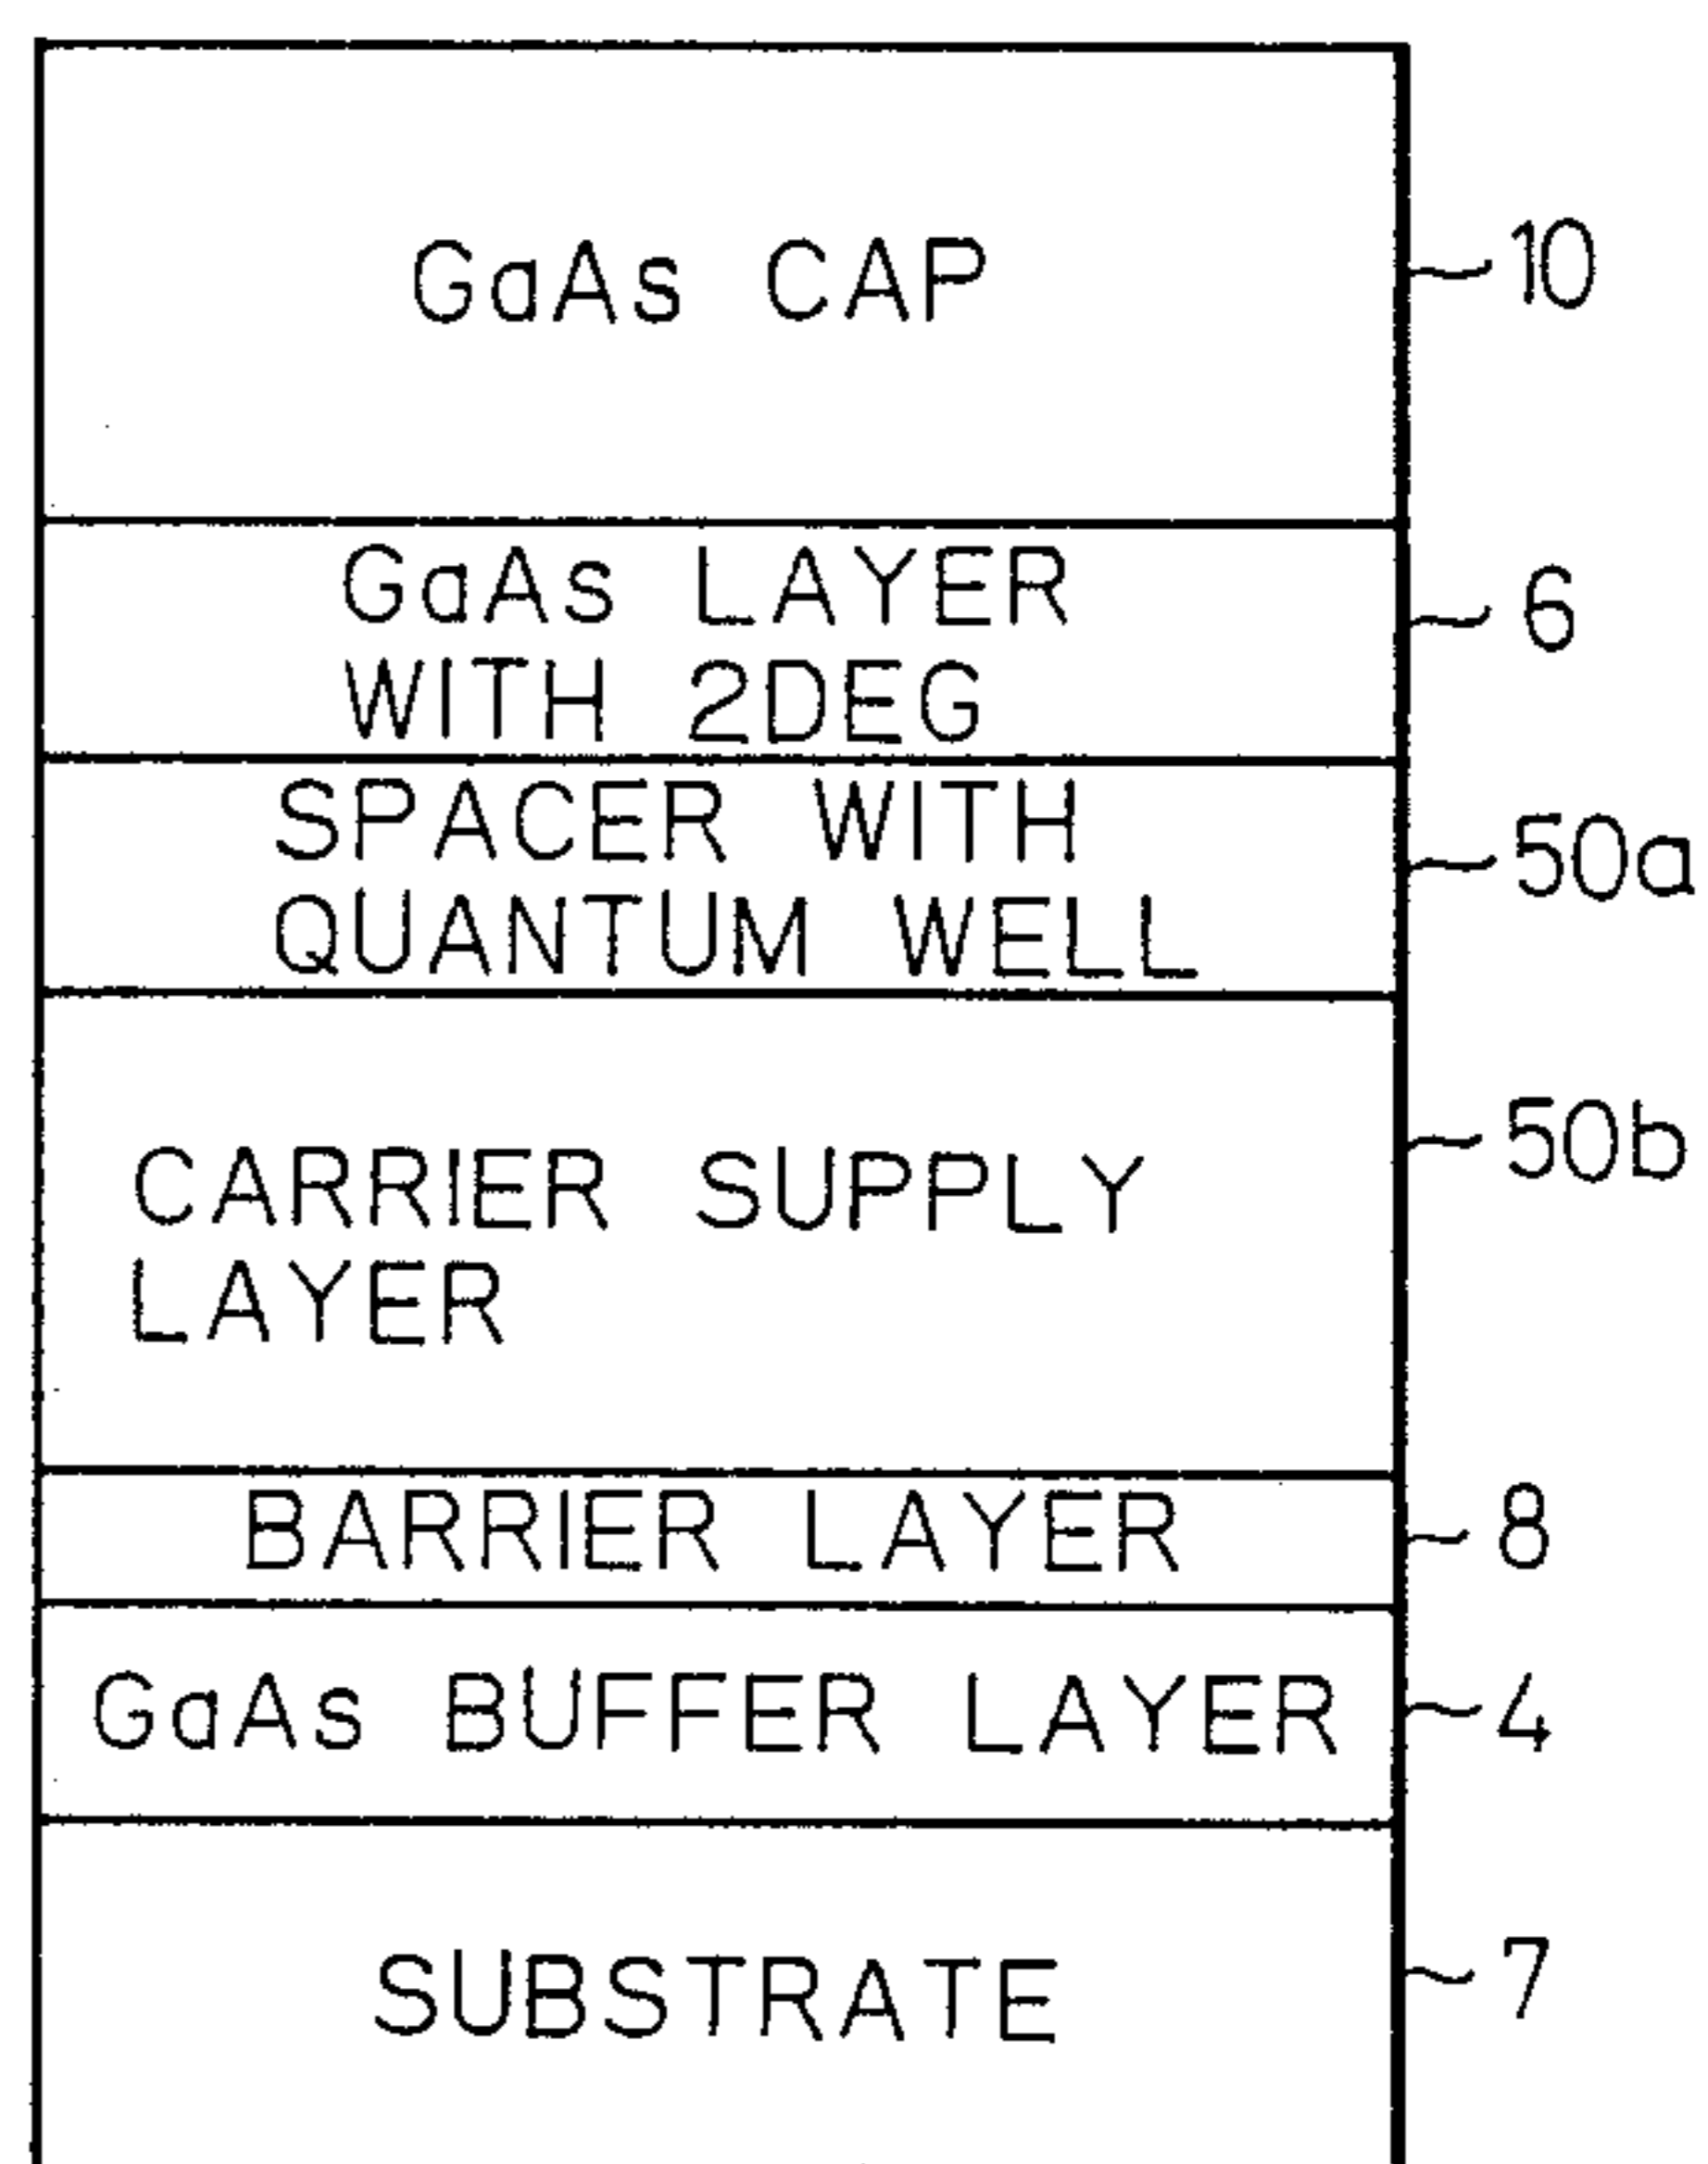 GaAs CAP
10
GaAs LAYER
WITH 2DEG
6
SPACER WITH
QUANTUM WELL
50a
CARRIER SUPPLY
LAYER
50b
BARRIER LAYER
8
GaAs BUFFER LAYER
4
SUBSTRATE
7